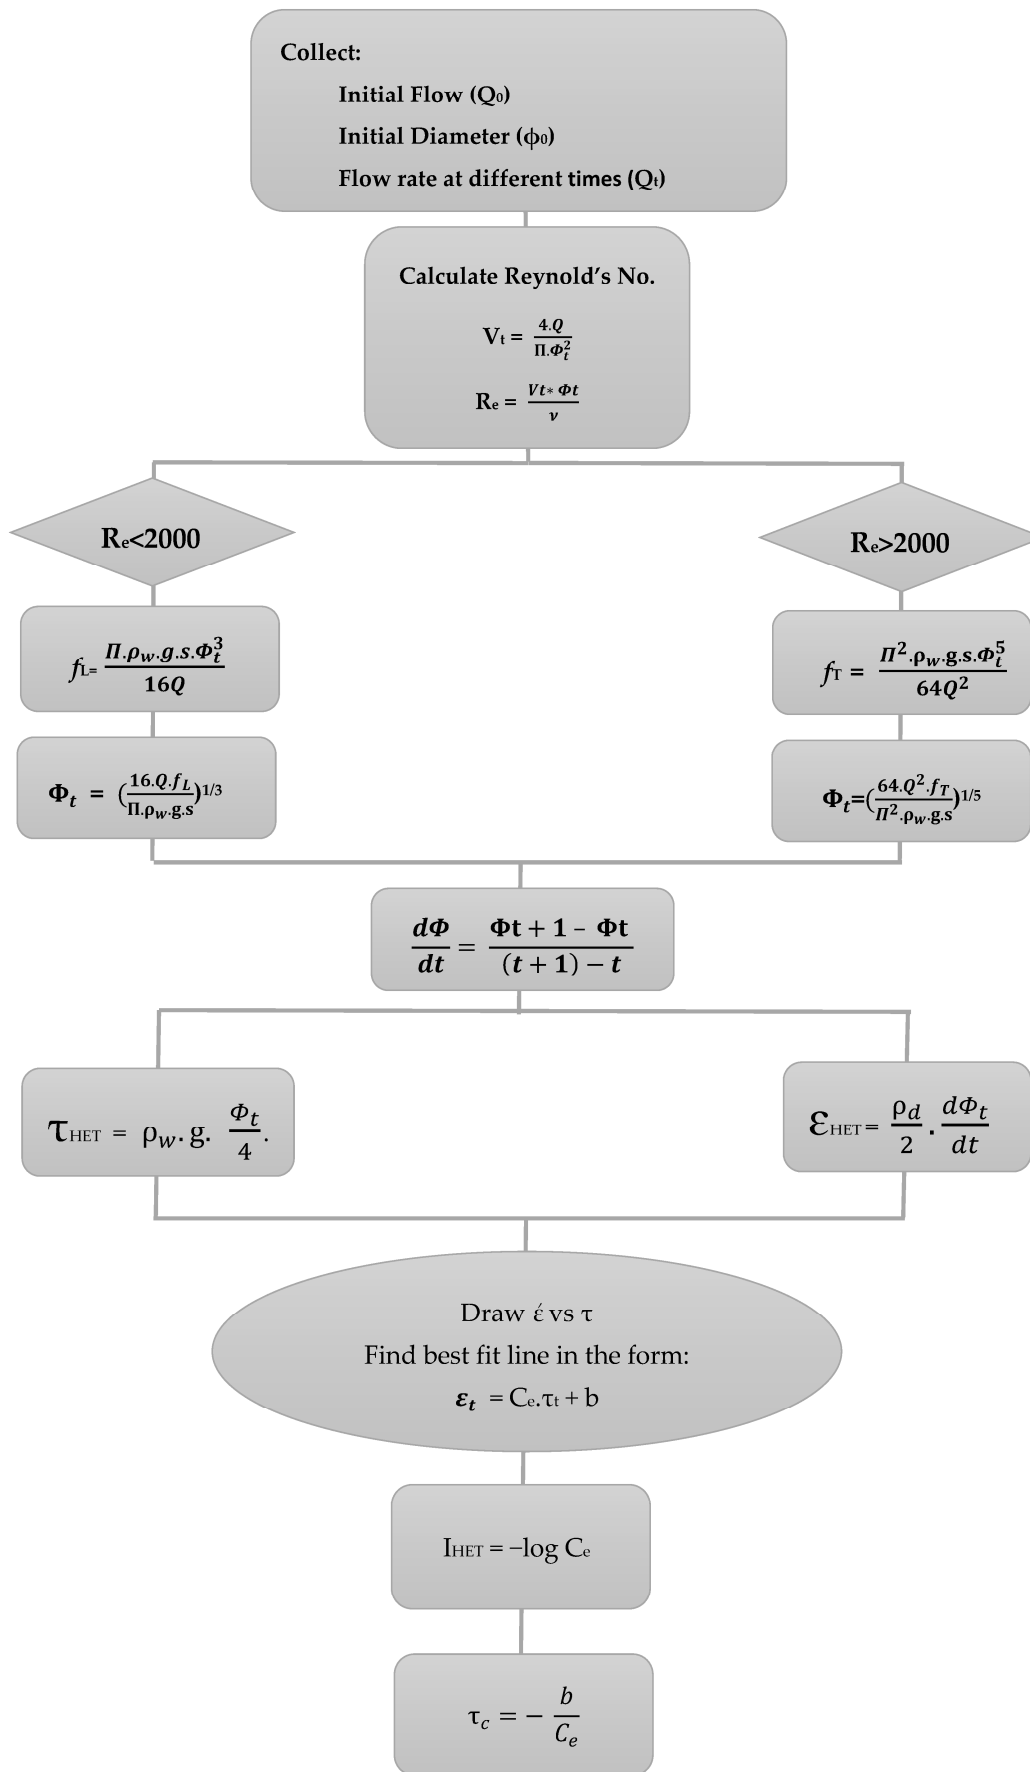 Collect:
Initial Flow (Q₀)
Initial Diameter (ϕ₀)
Flow rate at different times (Qₜ)
Calculate Reynold’s No.
Vₜ = 4.Q / Π.Φₜ²
Rₑ = Vt* Φt / ν
Rₑ<2000
Rₑ>2000
f_L= Π.ρ_w.g.s.Φₜ³ / 16Q
f_T = Π².ρ_w.g.s.Φₜ⁵ / 64Q²
Φₜ = (16.Q.f_L / Π.ρ_w.g.s)^1/3
Φₜ=(64.Q².f_T / Π².ρ_w.g.s)^1/5
dΦ / dt = Φt + 1 – Φt / (t + 1) − t
τ_HET = ρ_w. g. Φₜ / 4.
ε_HET = ρ_d / 2 . dΦₜ / dt
Draw έ vs τ
Find best fit line in the form:
εₜ = Cₑ.τₜ + b
I_HET = −log Cₑ
τ_c = − b / Cₑ